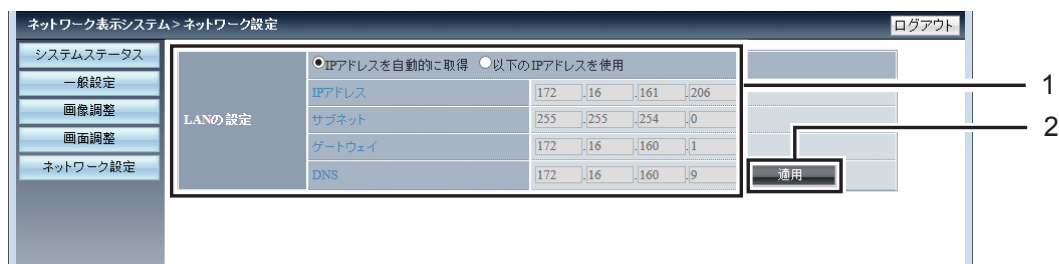 ネットワーク表示システム > ネットワーク設定
ログアウト
システムステータス
一般設定
画像調整
画面調整
ネットワーク設定
LANの設定
IPアドレスを自動的に取得 以下のIPアドレスを使用
IPアドレス 172 .16 .161 .206
サブネット 255 .255 .254 .0
ゲートウェイ 172 .16 .160 .1
DNS 172 .16 .160 .9
適用
1
2